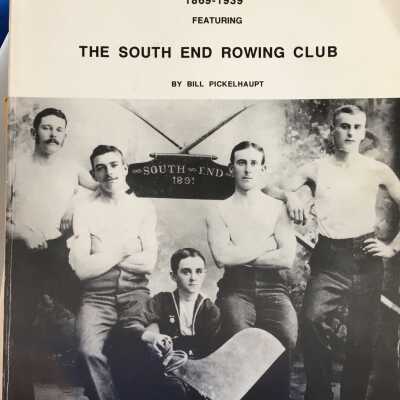 1869-1939
FEATURING
THE SOUTH END ROWING CLUB
BY BILL PICKELHAUPT
SOUTH END
1891